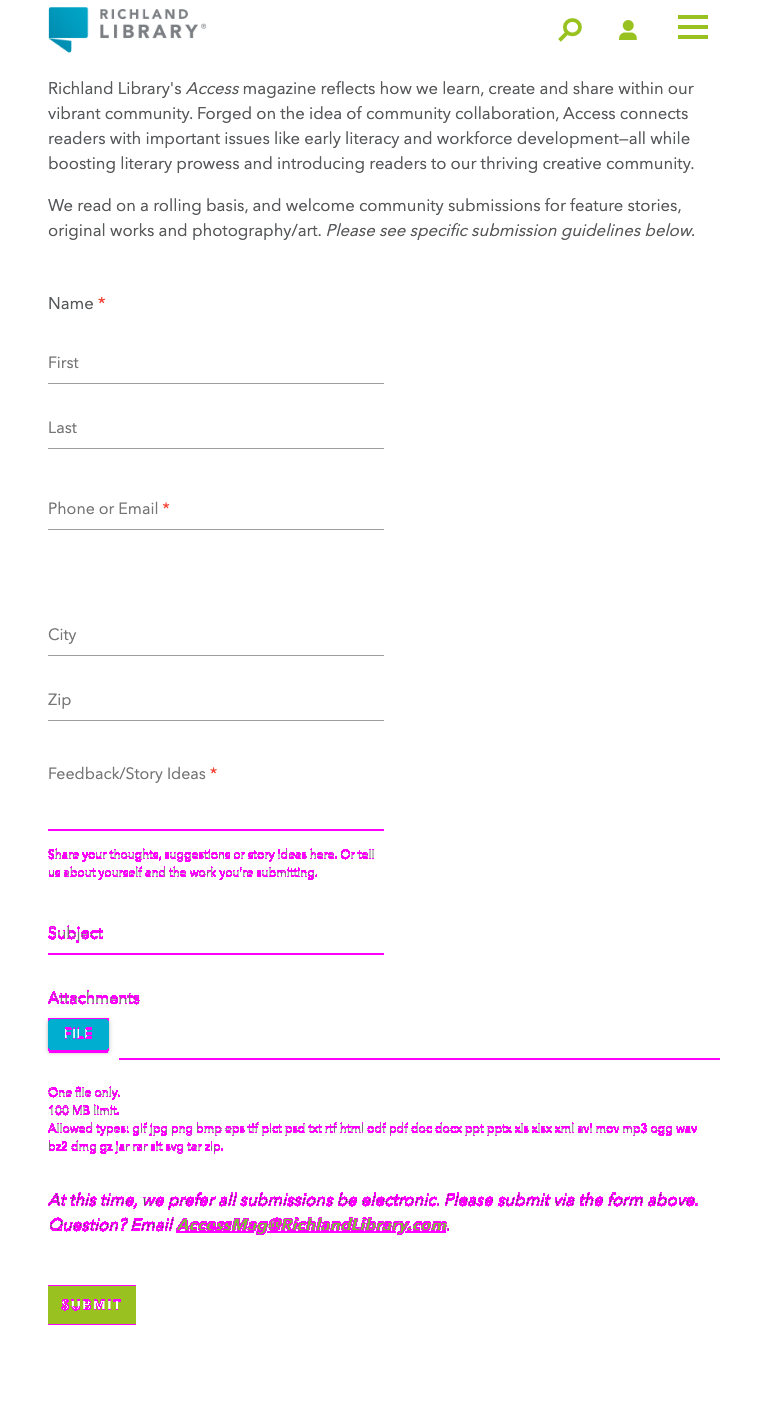 RICHLAND
LIBRARY®
Richland Library's Access magazine reflects how we learn, create and share within our
vibrant community. Forged on the idea of community collaboration, Access connects
readers with important issues like early literacy and workforce development—all while
boosting literary prowess and introducing readers to our thriving creative community.
We read on a rolling basis, and welcome community submissions for feature stories,
original works and photography/art. Please see specific submission guidelines below.
Name *
First
Last
Phone or Email *
City
Zip
Feedback/Story Ideas *
Share your thoughts, suggestions or story ideas here. Or tell
us about yourself and the work you're submitting.
Subject
Attachments
FILE
One file only.
100 MB limit.
Allowed types: gif jpg png bmp eps tif pict psd txt rtf html odf pdf doc docx ppt pptx xls xlsx xml avi mov mp3 ogg wav
bz2 dmg gz jar rar sit svg tar zip.
At this time, we prefer all submissions be electronic. Please submit via the form above.
Question? Email AccessMag@RichlandLibrary.com.
SUBMIT